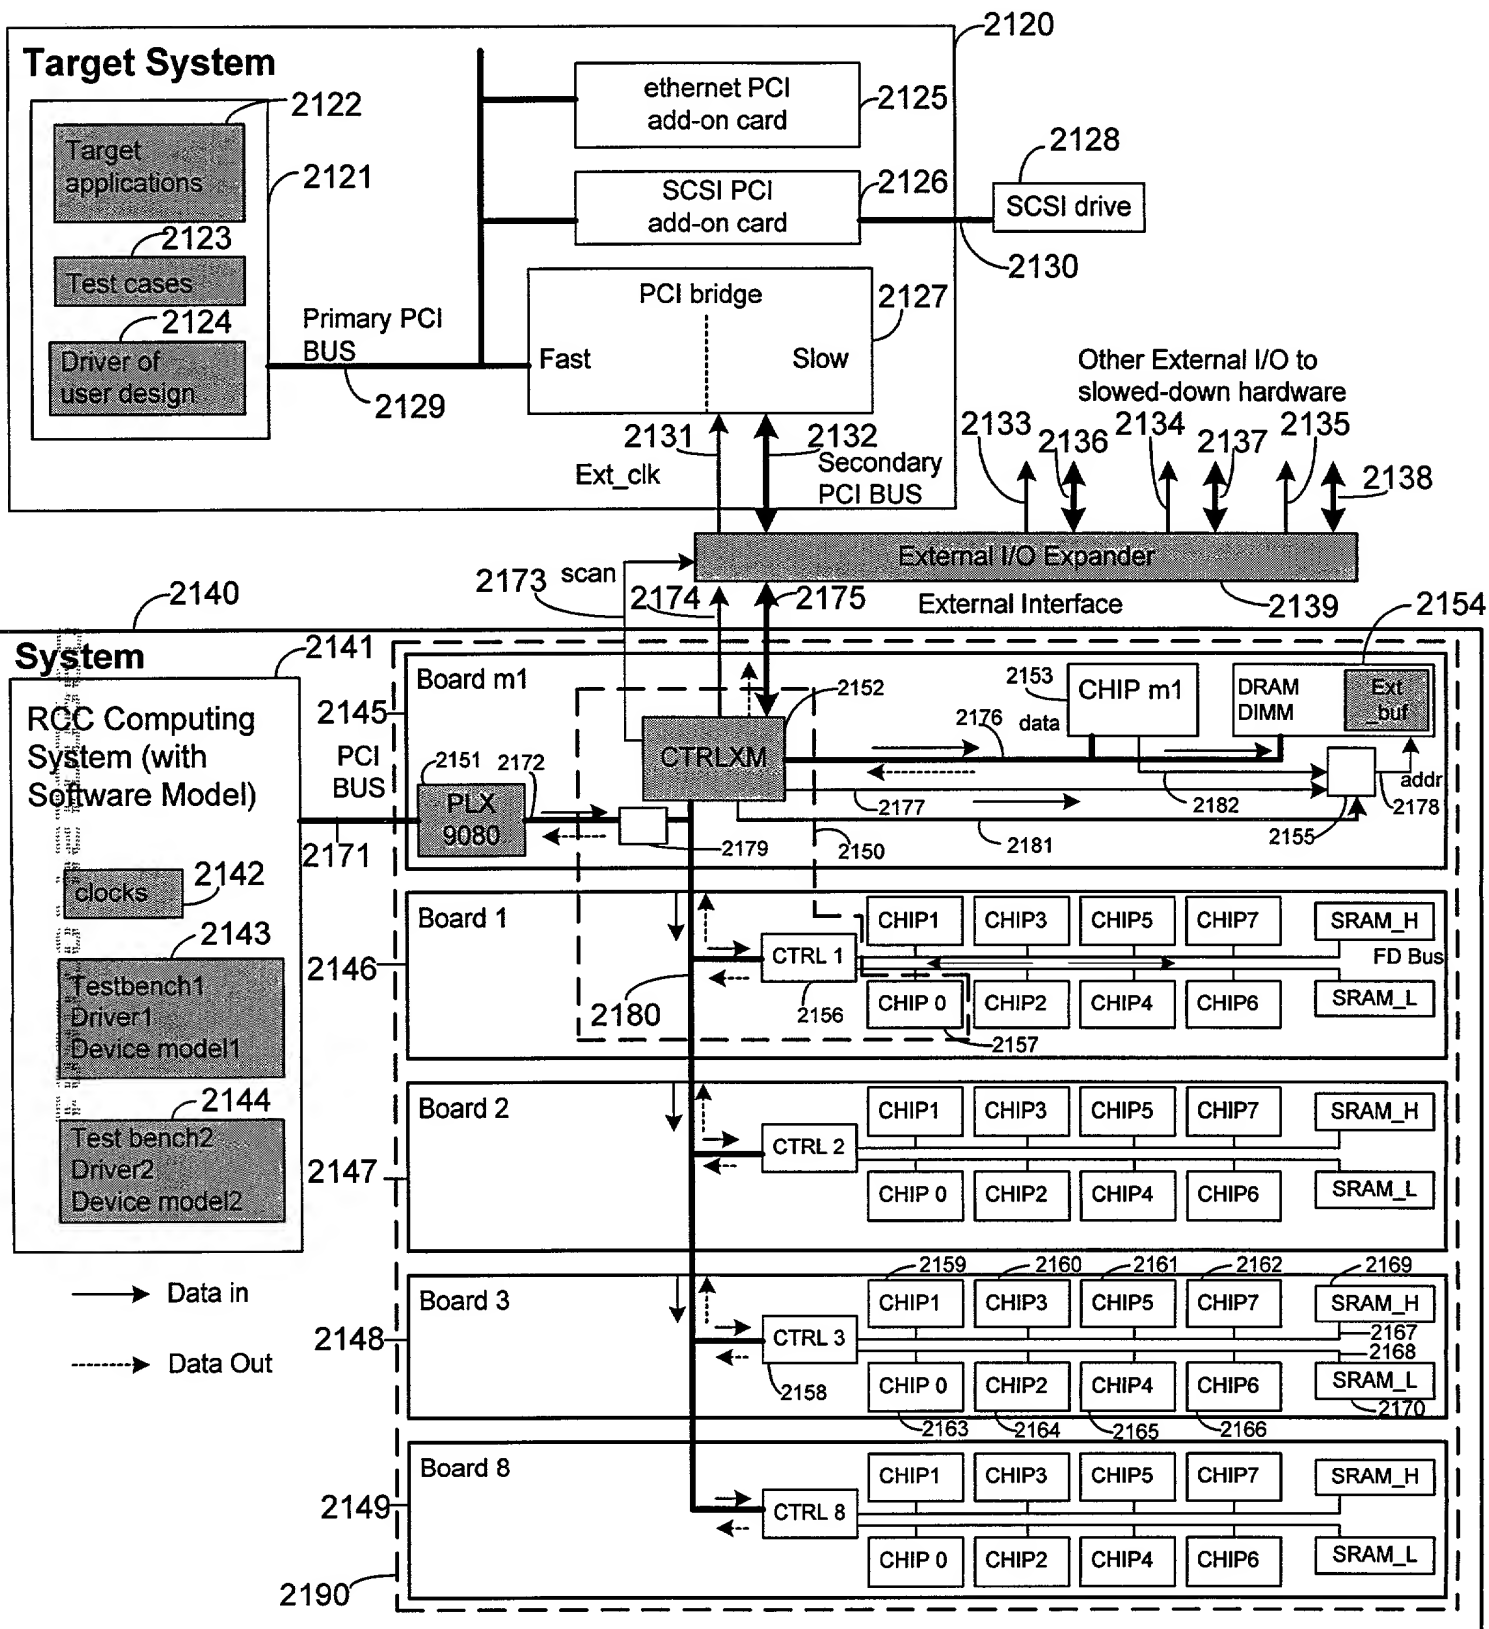 2120
Target System
2122
ethernet PCI
add-on card
2125
Target
applications
2121
2128
SCSI PCI
add-on card
2126
SCSI drive
2123
2130
Test cases
PCI bridge
2127
2124
Primary PCI
BUS
Driver of
user design
Fast
Slow
2129
Other External I/O to
slowed-down hardware
2133
2134
2135
2131
2132
2136
2137
2138
Ext_clk
Secondary
PCI BUS
External I/O Expander
scan
2173
2174
2175
External Interface
2139
2154
2140
System
2141
Board m1
2152
2153
CHIP m1
DRAM
DIMM
Ext
_buf
RCC Computing
System (with
Software Model)
2145
data
2176
PCI
BUS
CTRLXM
2151
2172
PLX
9080
2177
2182
addr
2178
2171
2179
2150
2181
2155
clocks
2142
Board 1
CHIP1
CHIP3
CHIP5
CHIP7
SRAM_H
2143
2146
CTRL 1
FD Bus
Testbench1
Driver1
Device model1
2180
2156
CHIP 0
CHIP2
CHIP4
CHIP6
SRAM_L
2157
2144
Board 2
CHIP1
CHIP3
CHIP5
CHIP7
SRAM_H
Test bench2
Driver2
Device model2
2147
CTRL 2
CHIP 0
CHIP2
CHIP4
CHIP6
SRAM_L
2159
2160
2161
2162
2169
Data in
Board 3
CHIP1
CHIP3
CHIP5
CHIP7
SRAM_H
2148
CTRL 3
2167
2168
Data Out
2158
CHIP 0
CHIP2
CHIP4
CHIP6
SRAM_L
2170
2163
2164
2165
2166
Board 8
CHIP1
CHIP3
CHIP5
CHIP7
SRAM_H
2149
CTRL 8
CHIP 0
CHIP2
CHIP4
CHIP6
SRAM_L
2190